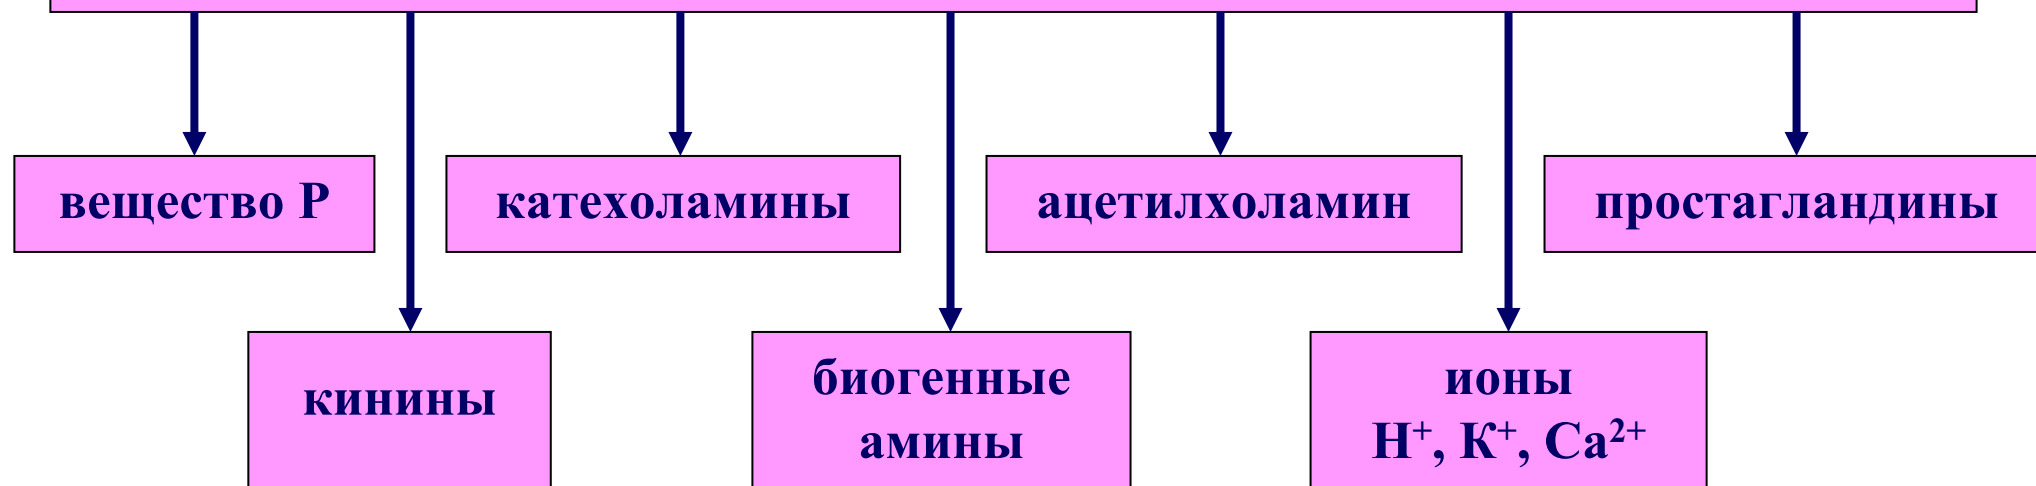 вещество Р
катехоламины
ацетилхоламин
простагландины
кинины
биогенные
амины
ионы
Н⁺, К⁺, Са²⁺